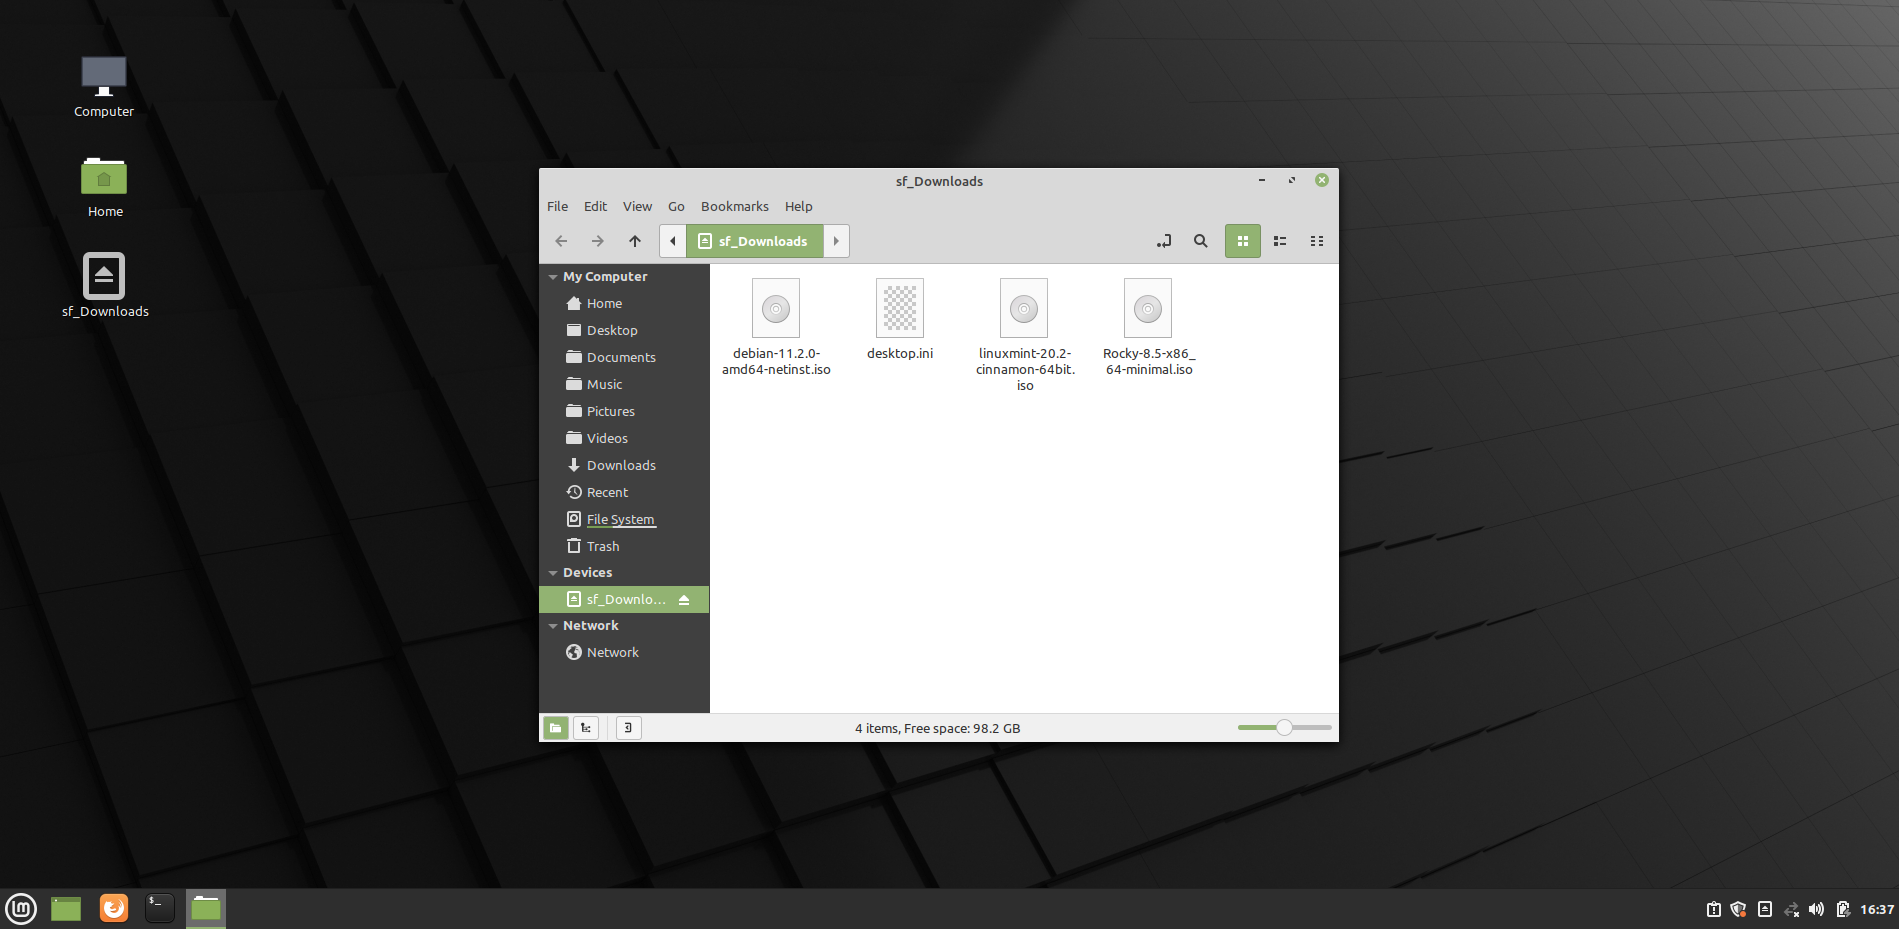 Computer
Home
sf_Downloads
sf_Downloads
File Edit View Go Bookmarks Help
sf_Downloads
My Computer
Home
Desktop
Documents
Music
Pictures
Videos
Downloads
Recent
File System
Trash
Devices
sf_Downlo...
Network
Network
debian-11.2.0-
amd64-netinst.iso
desktop.ini
linuxmint-20.2-
cinnamon-64bit.
iso
Rocky-8.5-x86_
64-minimal.iso
4 items, Free space: 98.2 GB
$_
16:37